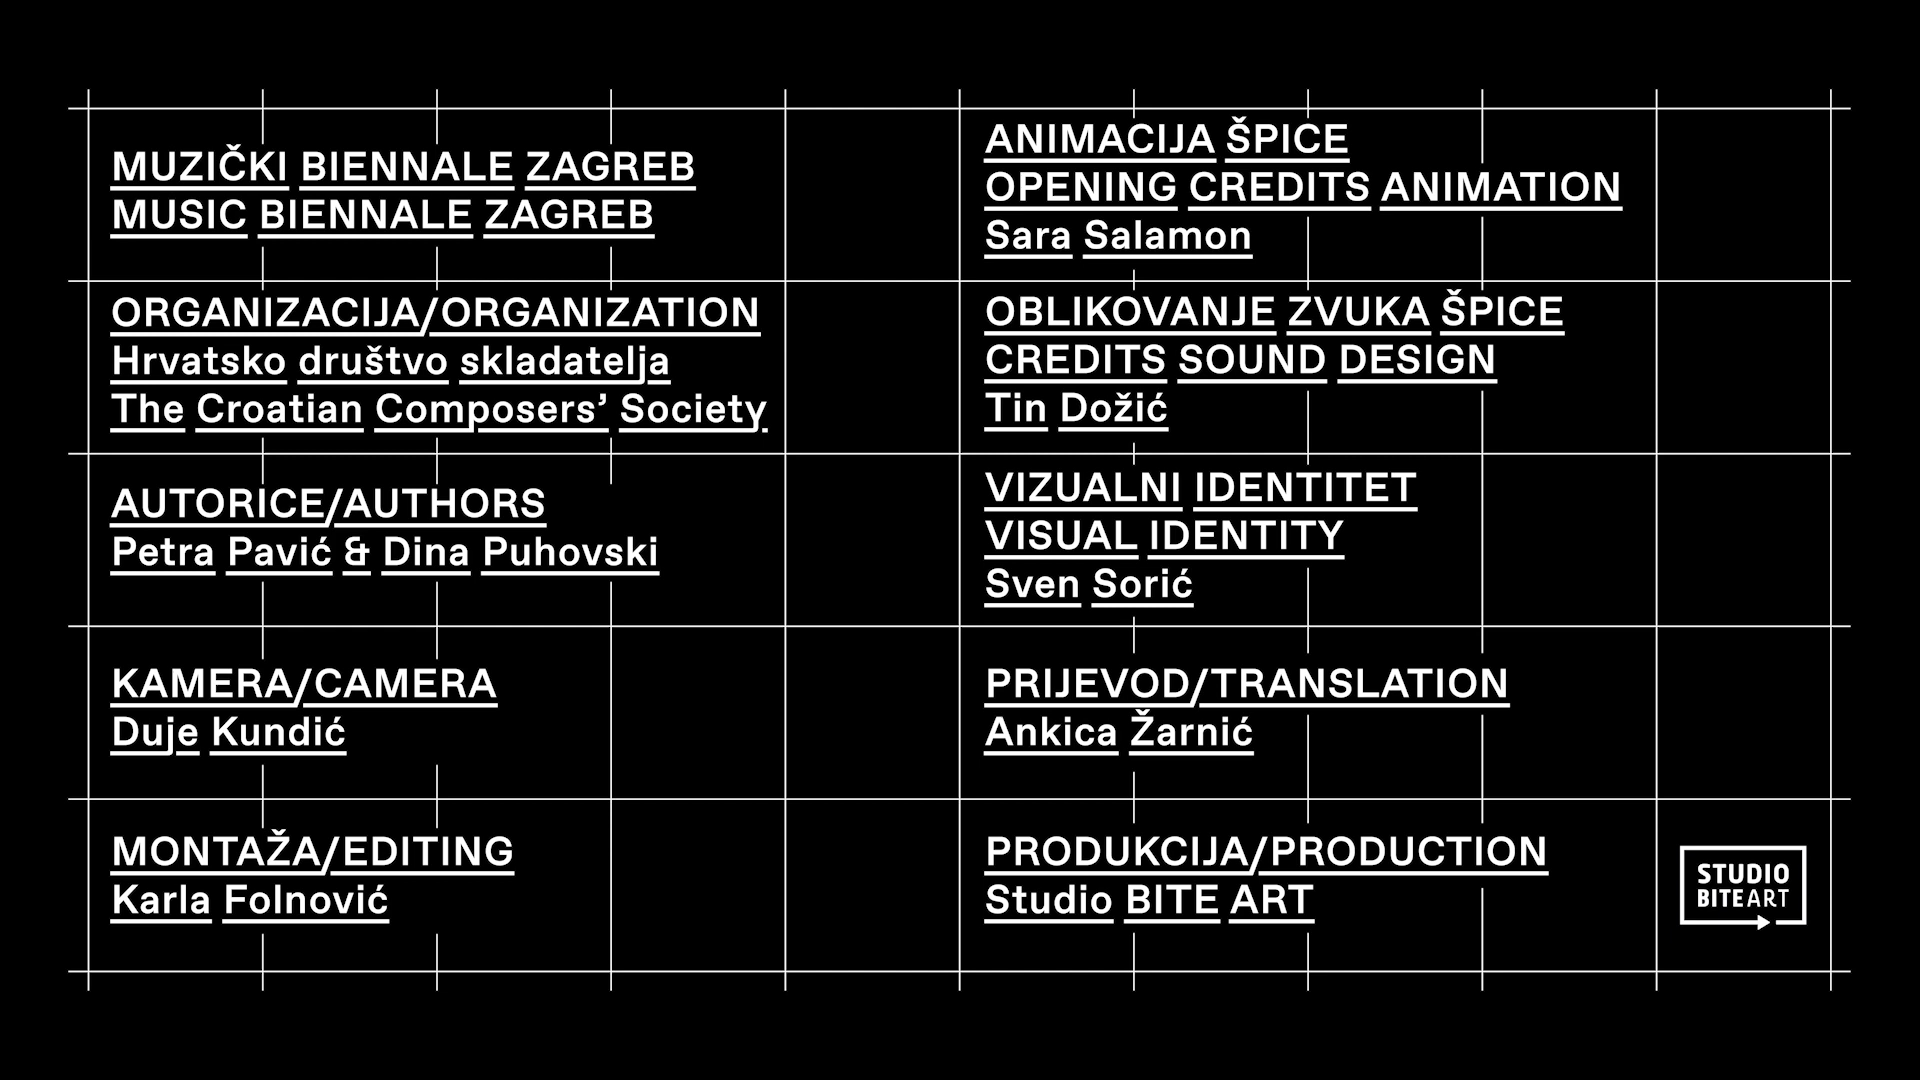 MUZIČKI BIENNALE ZAGREB
MUSIC BIENNALE ZAGREB
ORGANIZACIJA/ORGANIZATION
Hrvatsko društvo skladatelja
The Croatian Composers’ Society
AUTORICE/AUTHORS
Petra Pavić & Dina Puhovski
KAMERA/CAMERA
Duje Kundić
MONTAŽA/EDITING
Karla Folnović
ANIMACIJA ŠPICE
OPENING CREDITS ANIMATION
Sara Salamon
OBLIKOVANJE ZVUKA ŠPICE
CREDITS SOUND DESIGN
Tin Dožić
VIZUALNI IDENTITET
VISUAL IDENTITY
Sven Sorić
PRIJEVOD/TRANSLATION
Ankica Žarnić
PRODUKCIJA/PRODUCTION
Studio BITE ART
STUDIO
BITEART